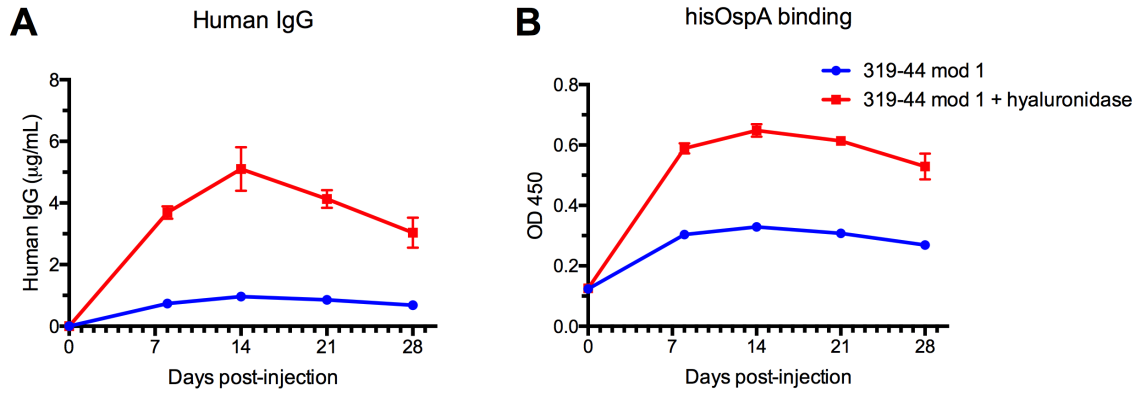 A
Human IgG
8
6
4
2
0
Human IgG (μg/mL)
0 7 14 21 28
Days post-injection
B
hisOspA binding
319-44 mod 1
319-44 mod 1 + hyaluronidase
0.8
0.6
0.4
0.2
0.0
OD 450
0 7 14 21 28
Days post-injection